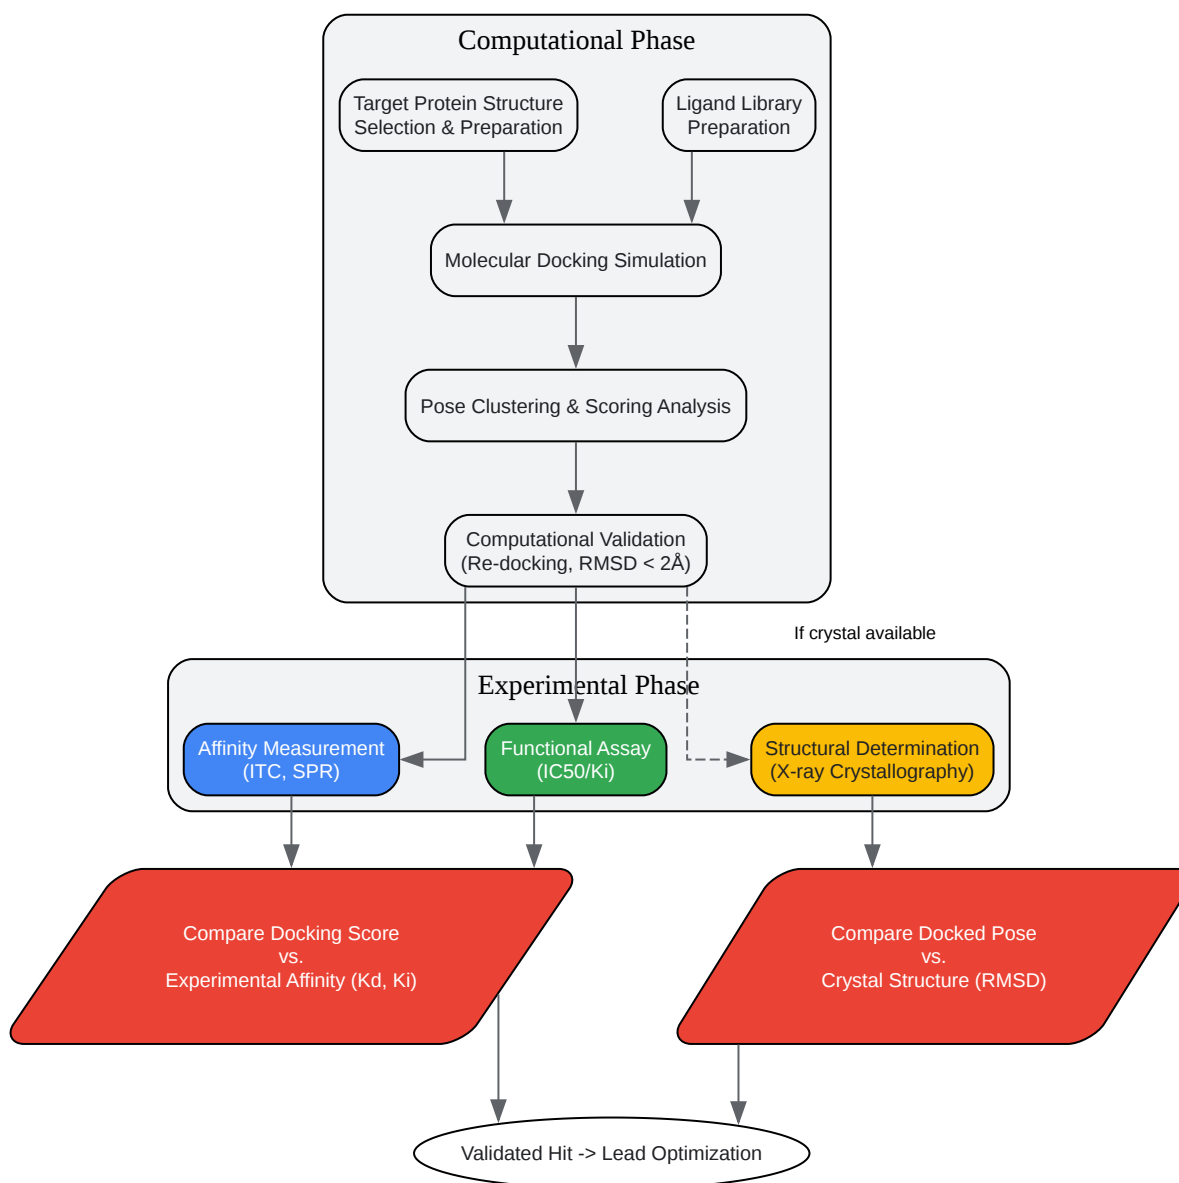 Computational Phase
Target Protein Structure
Selection & Preparation
Ligand Library
Preparation
Molecular Docking Simulation
Pose Clustering & Scoring Analysis
Computational Validation
(Re-docking, RMSD < 2Å)
If crystal available
Experimental Phase
Affinity Measurement
(ITC, SPR)
Functional Assay
(IC50/Ki)
Structural Determination
(X-ray Crystallography)
Compare Docking Score
vs.
Experimental Affinity (Kd, Ki)
Compare Docked Pose
vs.
Crystal Structure (RMSD)
Validated Hit -> Lead Optimization